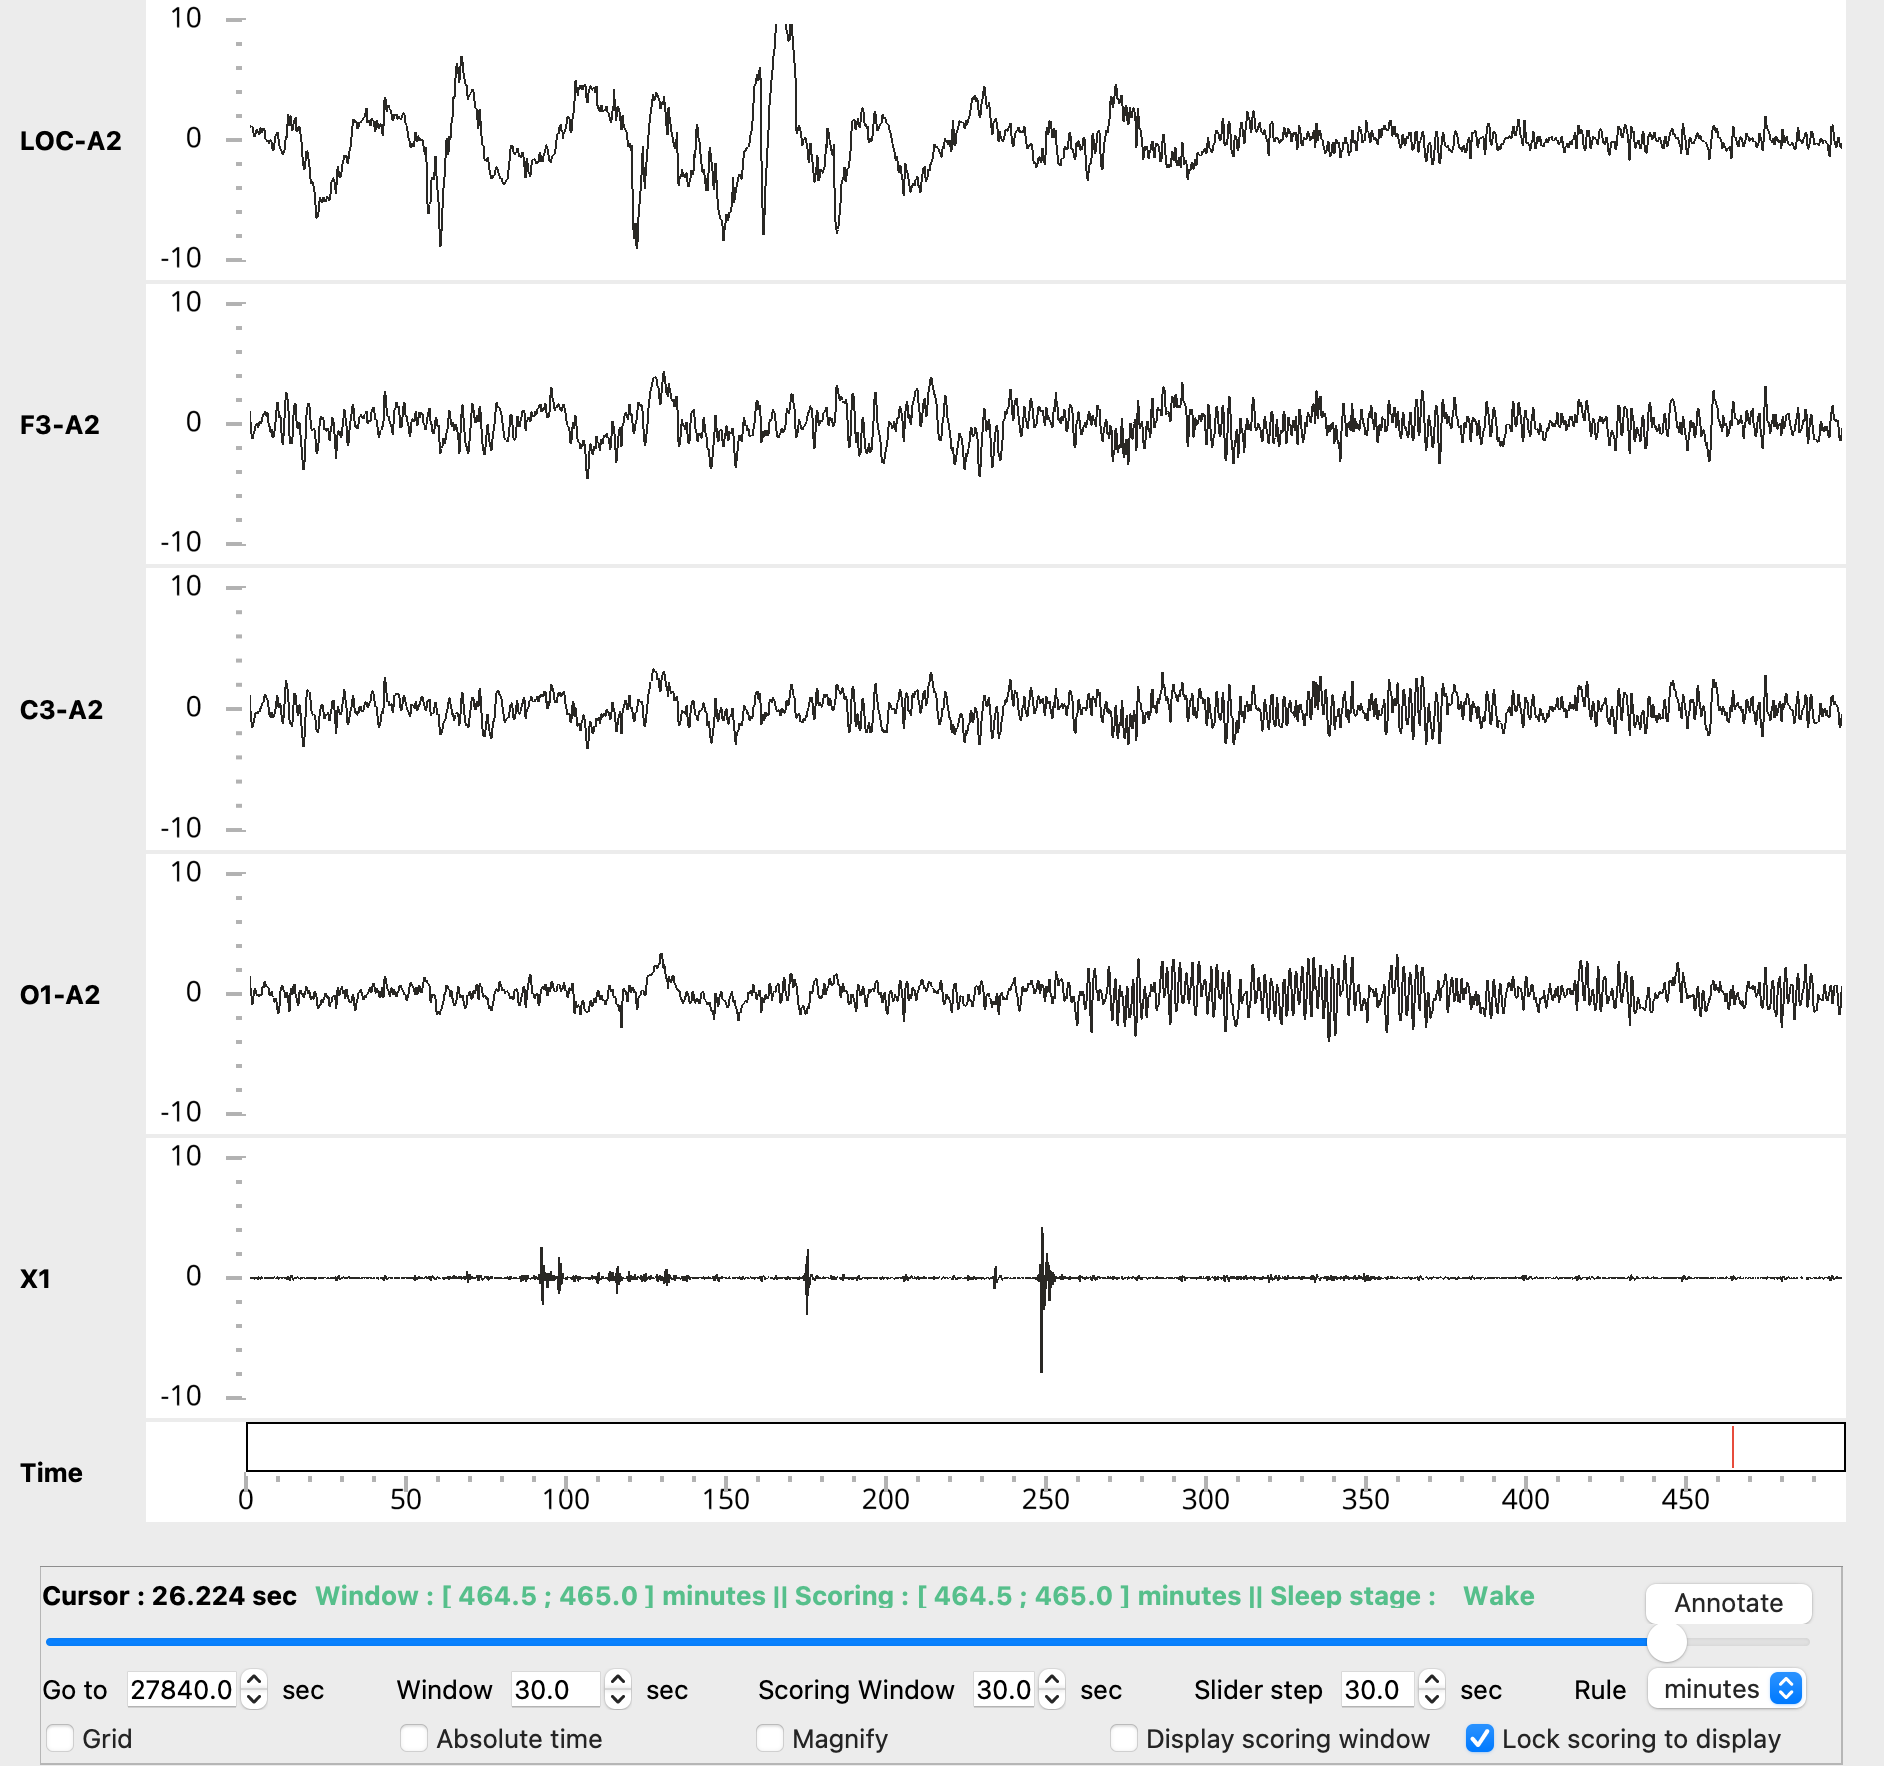 10
LOC-A2
0
-10
10
F3-A2
0
-10
10
C3-A2
0
-10
10
O1-A2
0
-10
10
X1
0
-10
Time
0 50 100 150 200 250 300 350 400 450
Cursor : 26.224 sec Window : [ 464.5 ; 465.0 ] minutes || Scoring : [ 464.5 ; 465.0 ] minutes || Sleep stage : Wake Annotate
Go to 27840.0 sec Window 30.0 sec Scoring Window 30.0 sec Slider step 30.0 sec Rule minutes
Grid Absolute time Magnify Display scoring window Lock scoring to display